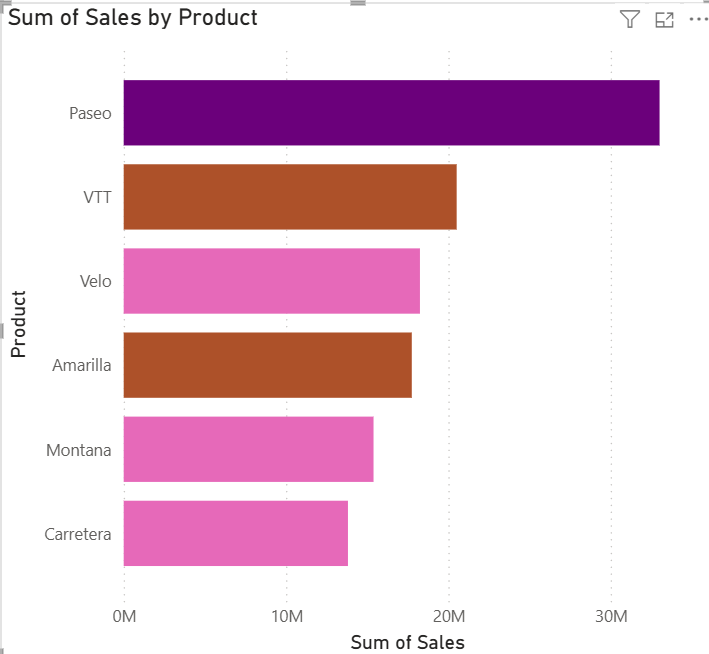 Sum of Sales by Product
Product
Paseo
VTT
Velo
Amarilla
Montana
Carretera
0M 10M 20M 30M
Sum of Sales